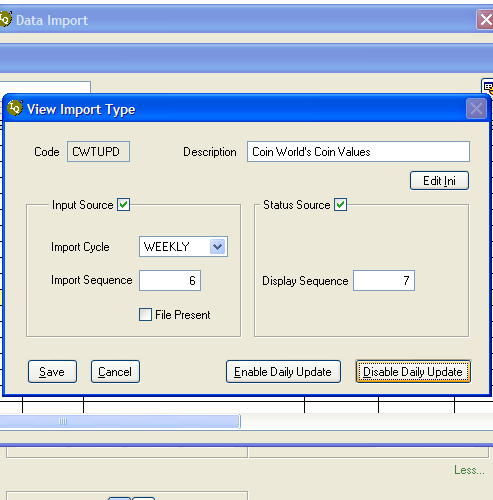 Data Import
View Import Type
Code CWTUPD Description Coin World's Coin Values
Edit Ini
Input Source Status Source
Import Cycle WEEKLY
Import Sequence 6 Display Sequence 7
File Present
Save Cancel Enable Daily Update Disable Daily Update
Less...